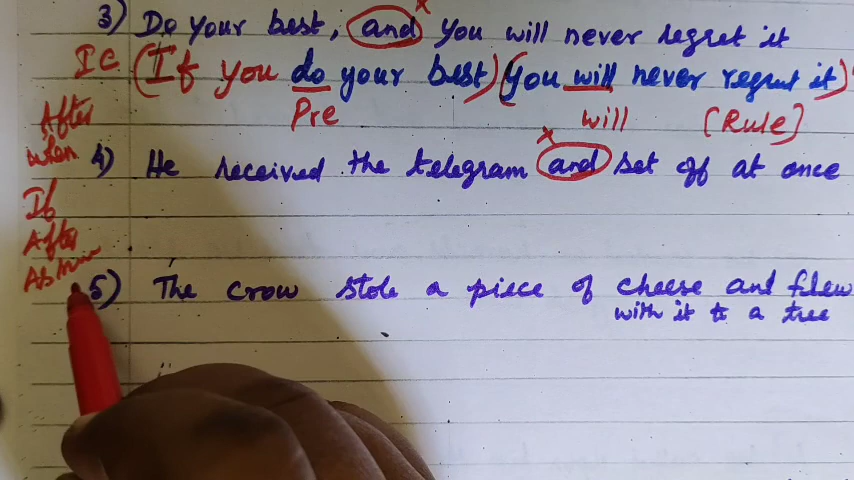 3) Do your best, and you will never regret it
IC (If you do your best) (you will never regret it)
Pre will [Rule]
After
when
4) He received the telegram and set off at once
If
After
As
5) The crow stole a piece of cheese and flew
with it to a tree